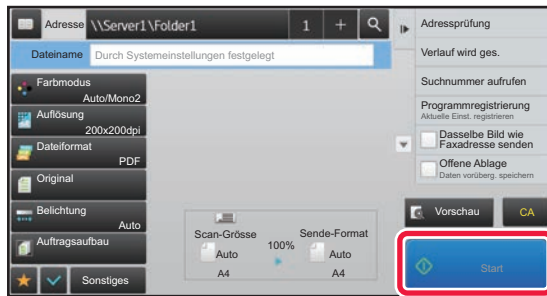 Adresse \\Server1\Folder1 1 +
Dateiname Durch Systemeinstellungen festgelegt
Farbmodus
Auto/Mono2
Auflösung
200x200dpi
Dateiformat
PDF
Original
Belichtung
Auto
Auftragsaufbau
Sonstiges
Scan-Grösse
Auto
A4
100%
Sende-Format
Auto
A4
Adressprüfung
Verlauf wird ges.
Suchnummer aufrufen
Programmregistrierung
Aktuelle Einst. registrieren
Dasselbe Bild wie
Faxadresse senden
Offene Ablage
Daten vorüberg. speichern
Vorschau CA
Start